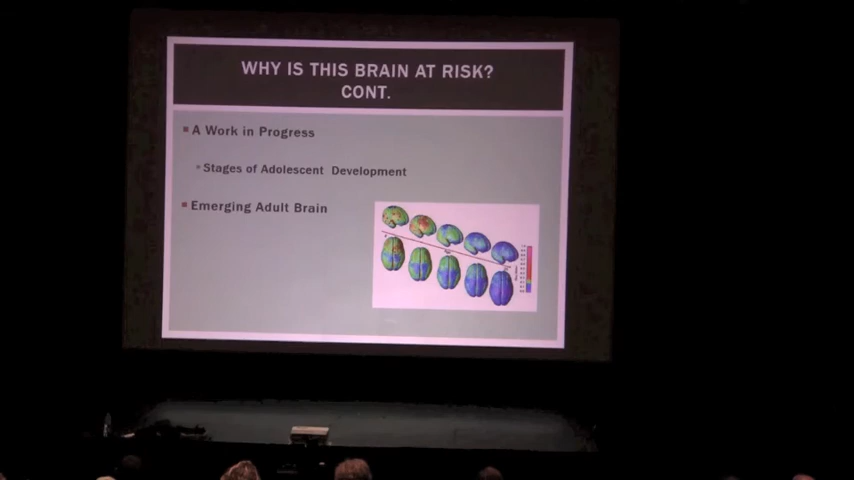 WHY IS THIS BRAIN AT RISK?
CONT.
A Work in Progress
Stages of Adolescent Development
Emerging Adult Brain